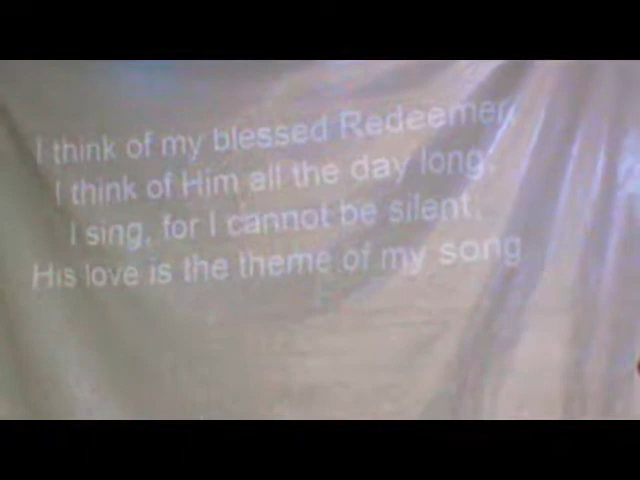 I think of my blessed Redeemer,
I think of Him all the day long;
I sing, for I cannot be silent;
His love is the theme of my song